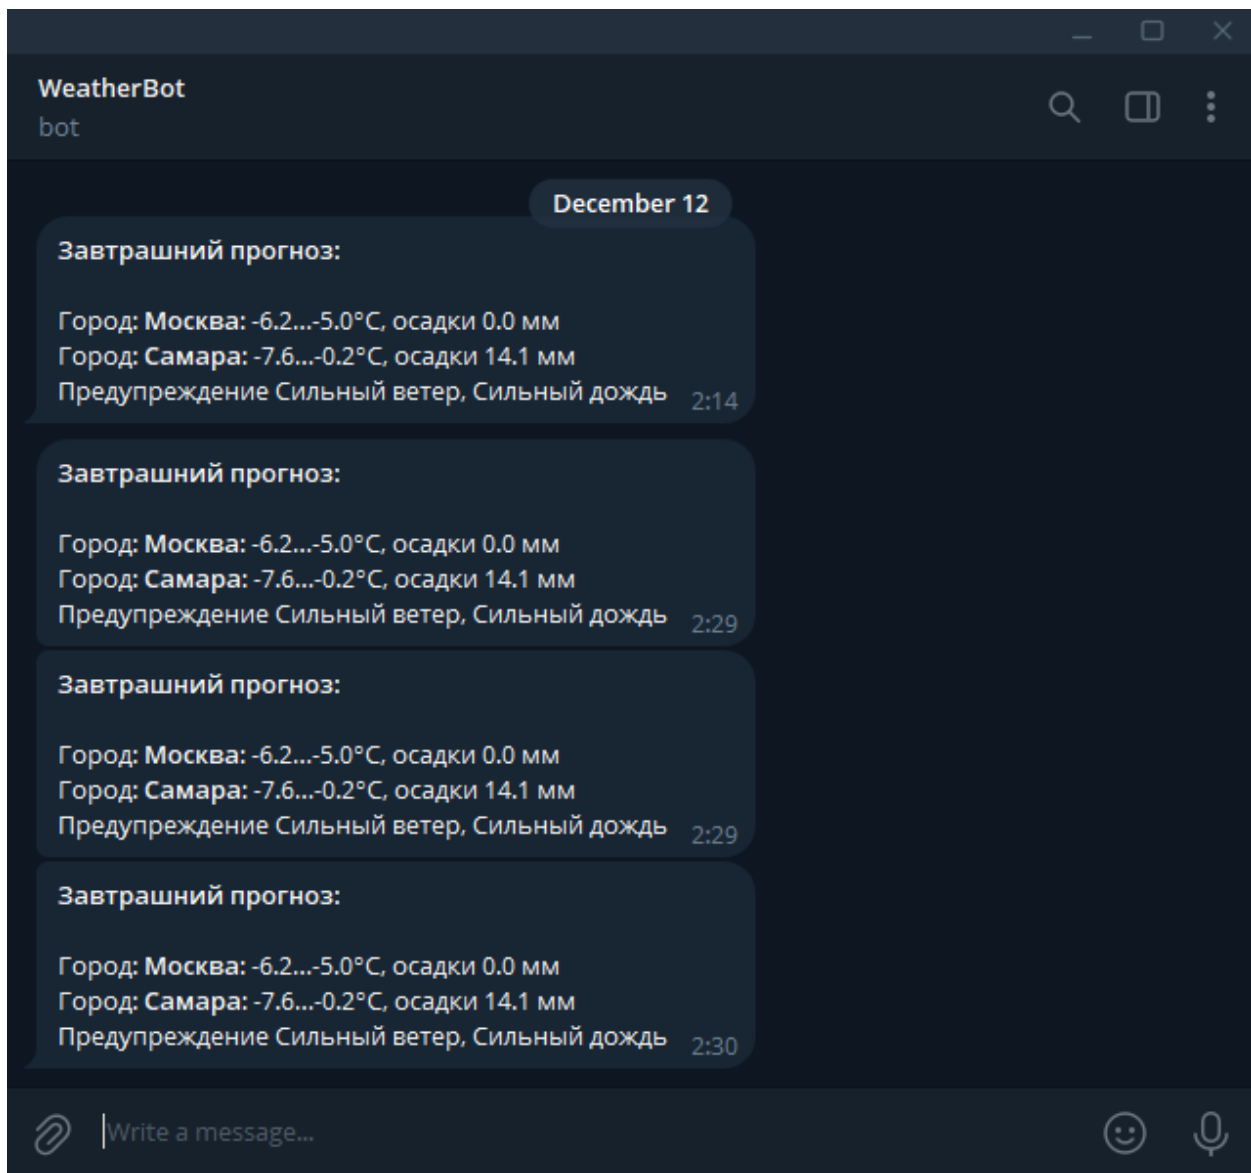 WeatherBot
bot
December 12
Завтрашний прогноз:
Город: Москва: -6.2...-5.0°C, осадки 0.0 мм
Город: Самара: -7.6...-0.2°C, осадки 14.1 мм
Предупреждение Сильный ветер, Сильный дождь 2:14
Завтрашний прогноз:
Город: Москва: -6.2...-5.0°C, осадки 0.0 мм
Город: Самара: -7.6...-0.2°C, осадки 14.1 мм
Предупреждение Сильный ветер, Сильный дождь 2:29
Завтрашний прогноз:
Город: Москва: -6.2...-5.0°C, осадки 0.0 мм
Город: Самара: -7.6...-0.2°C, осадки 14.1 мм
Предупреждение Сильный ветер, Сильный дождь 2:29
Завтрашний прогноз:
Город: Москва: -6.2...-5.0°C, осадки 0.0 мм
Город: Самара: -7.6...-0.2°C, осадки 14.1 мм
Предупреждение Сильный ветер, Сильный дождь 2:30
Write a message...